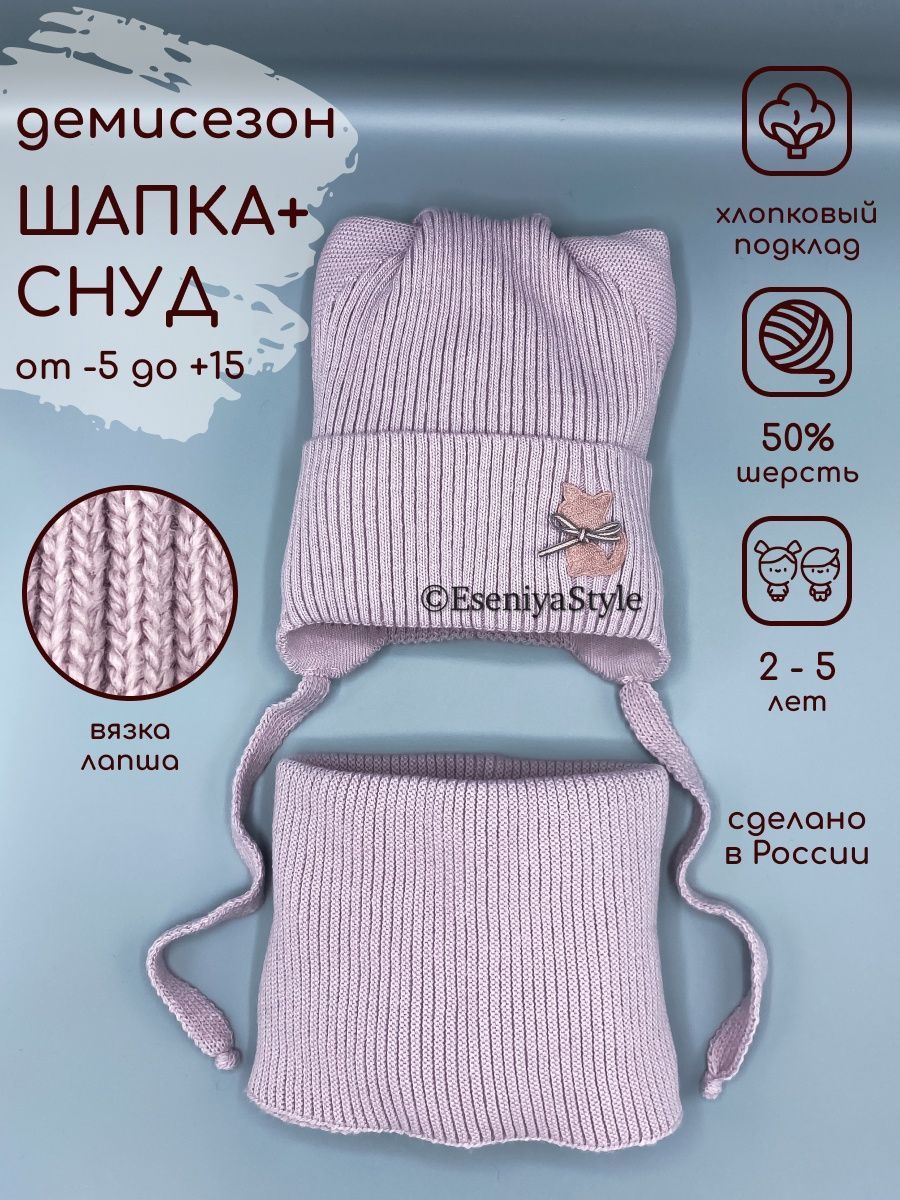 демисезон
ШАПКА+
СНУД
от -5 до +15
хлопковый
подклад
50%
шерсть
2 - 5
лет
вязка
лапша
сделано
в России
©EseniyaStyle